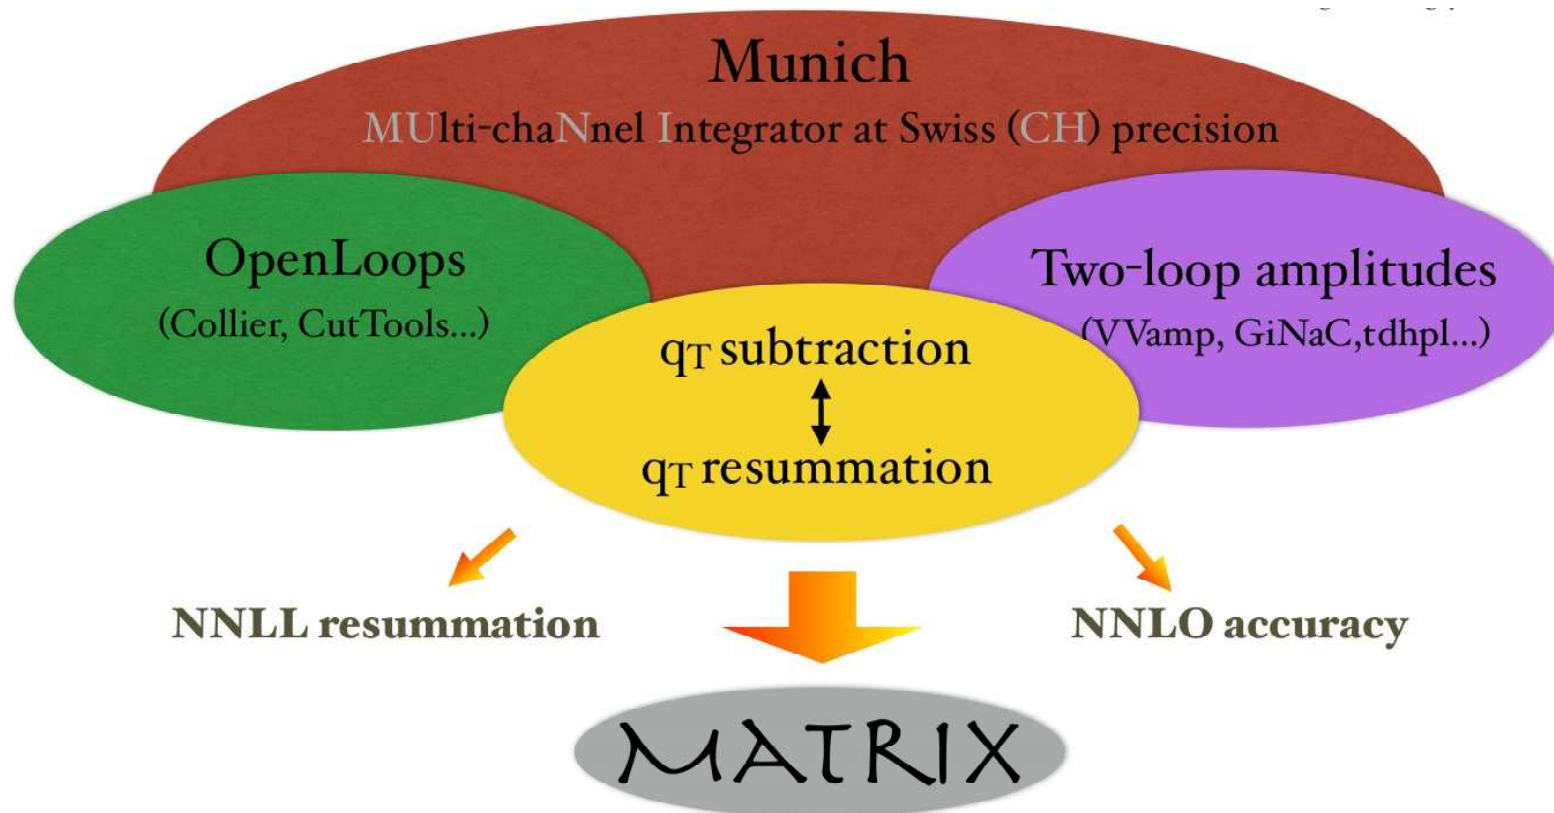 Munich
MUlti-chaNnel Integrator at Swiss (CH) precision
OpenLoops
(Collier, CutTools...)
Two-loop amplitudes
(VVamp, GiNaC,tdhpl...)
qT subtraction
qT resummation
NNLL resummation
NNLO accuracy
MATRIX